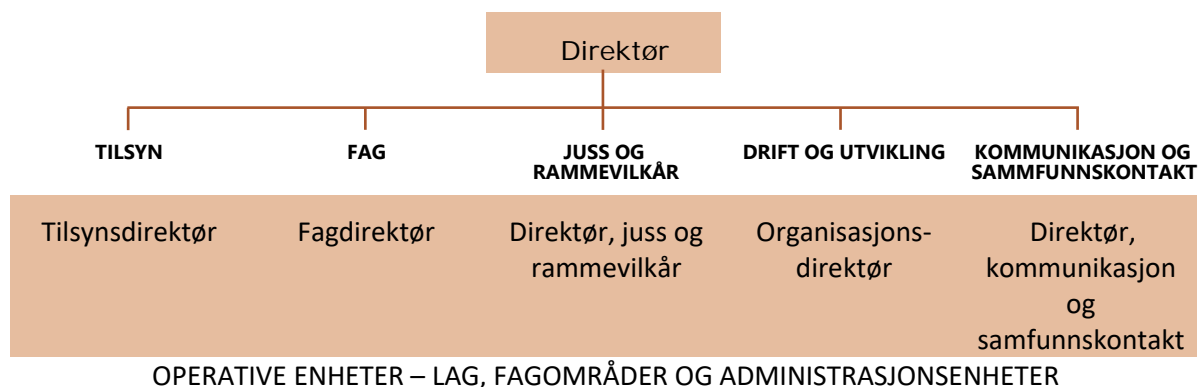 Direktør
TILSYN
FAG
JUSS OG
RAMMEVILKÅR
DRIFT OG UTVIKLING
KOMMUNIKASJON OG
SAMMFUNNSKONTAKT
Tilsynsdirektør
Fagdirektør
Direktør, juss og
rammevilkår
Organisasjons-
direktør
Direktør,
kommunikasjon
og
samfunnskontakt
OPERATIVE ENHETER – LAG, FAGOMRÅDER OG ADMINISTRASJONSENHETER